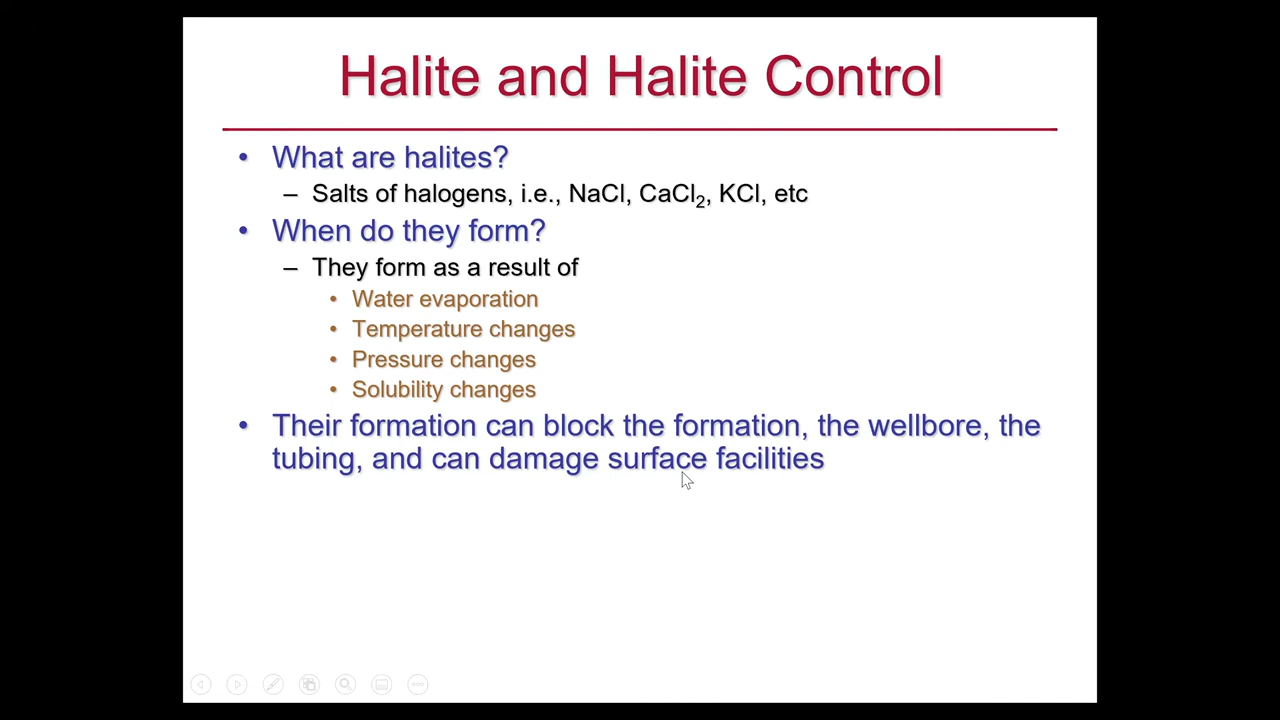 Halite and Halite Control
• What are halites?
– Salts of halogens, i.e., NaCl, CaCl₂, KCl, etc
• When do they form?
– They form as a result of
• Water evaporation
• Temperature changes
• Pressure changes
• Solubility changes
• Their formation can block the formation, the wellbore, the
tubing, and can damage surface facilities